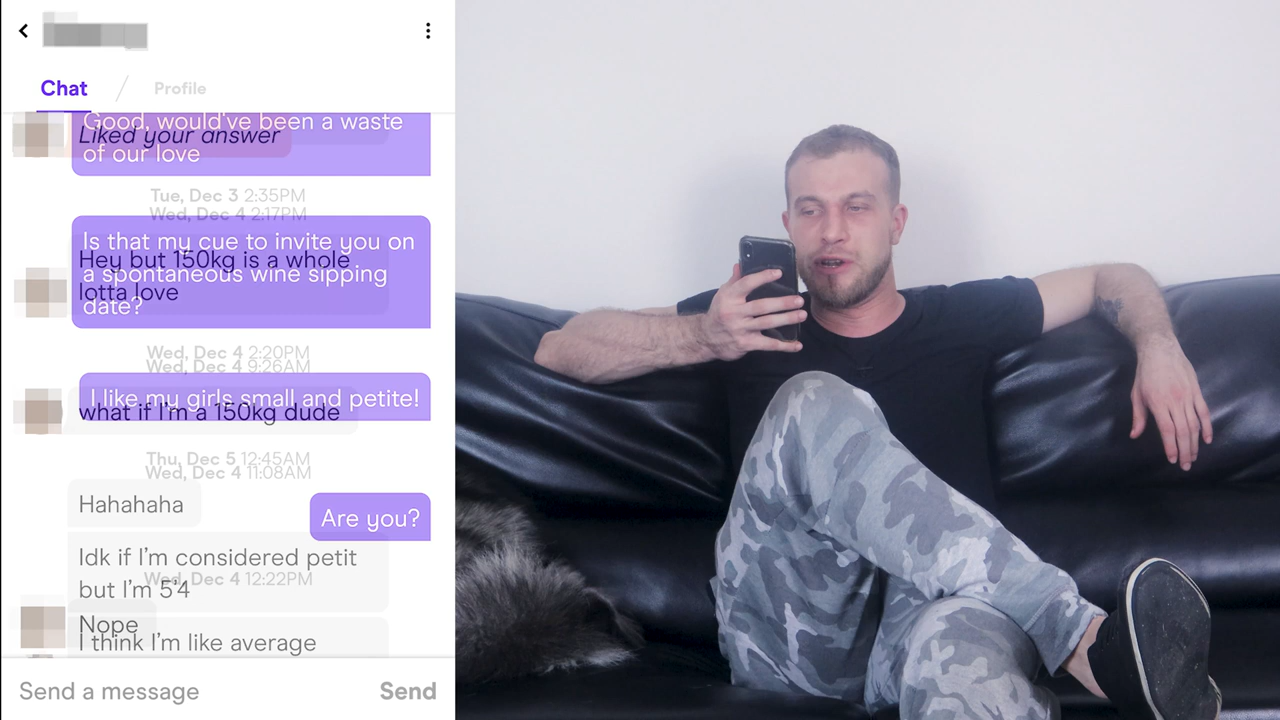 Chat / Profile
Good, would've been a waste
Liked your answer
of our love
Tue, Dec 3 2:35PM
Wed, Dec 4 2:17PM
Is that my cue to invite you on
Hey but 150kg is a whole
a spontaneous wine sipping
lotta love
date?
Wed, Dec 4 2:20PM
Wed, Dec 4 9:26AM
I like my girls small and petite!
what if I'm a 150kg dude
Thu, Dec 5 12:45AM
Wed, Dec 4 11:08AM
Hahahaha
Are you?
Idk if I'm considered petit
Wed, Dec 4 12:22PM
but I'm 5'4
Nope
I think I'm like average
Send a message
Send